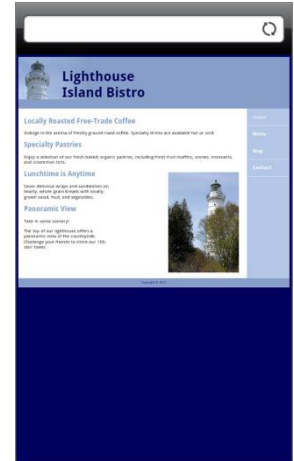 Lighthouse
Island Bistro
Locally Roasted Free-Trade Coffee
Indulge in the aroma of freshly ground roast coffee. Specialty drinks are available hot or cold.
Specialty Pastries
Enjoy a selection of our fresh-baked, organic pastries, including fresh-fruit muffins, scones, croissants,
and cinnamon rolls.
Lunchtime is Anytime
Savor delicious wraps and sandwiches on
hearty, whole-grain breads with locally-
grown salad, fruit, and vegetables.
Panoramic View
Take in some scenery!
The top of our lighthouse offers a
panoramic view of the countryside.
Challenge your friends to climb our 100-
stair tower.
Home
Menu
Map
Contact